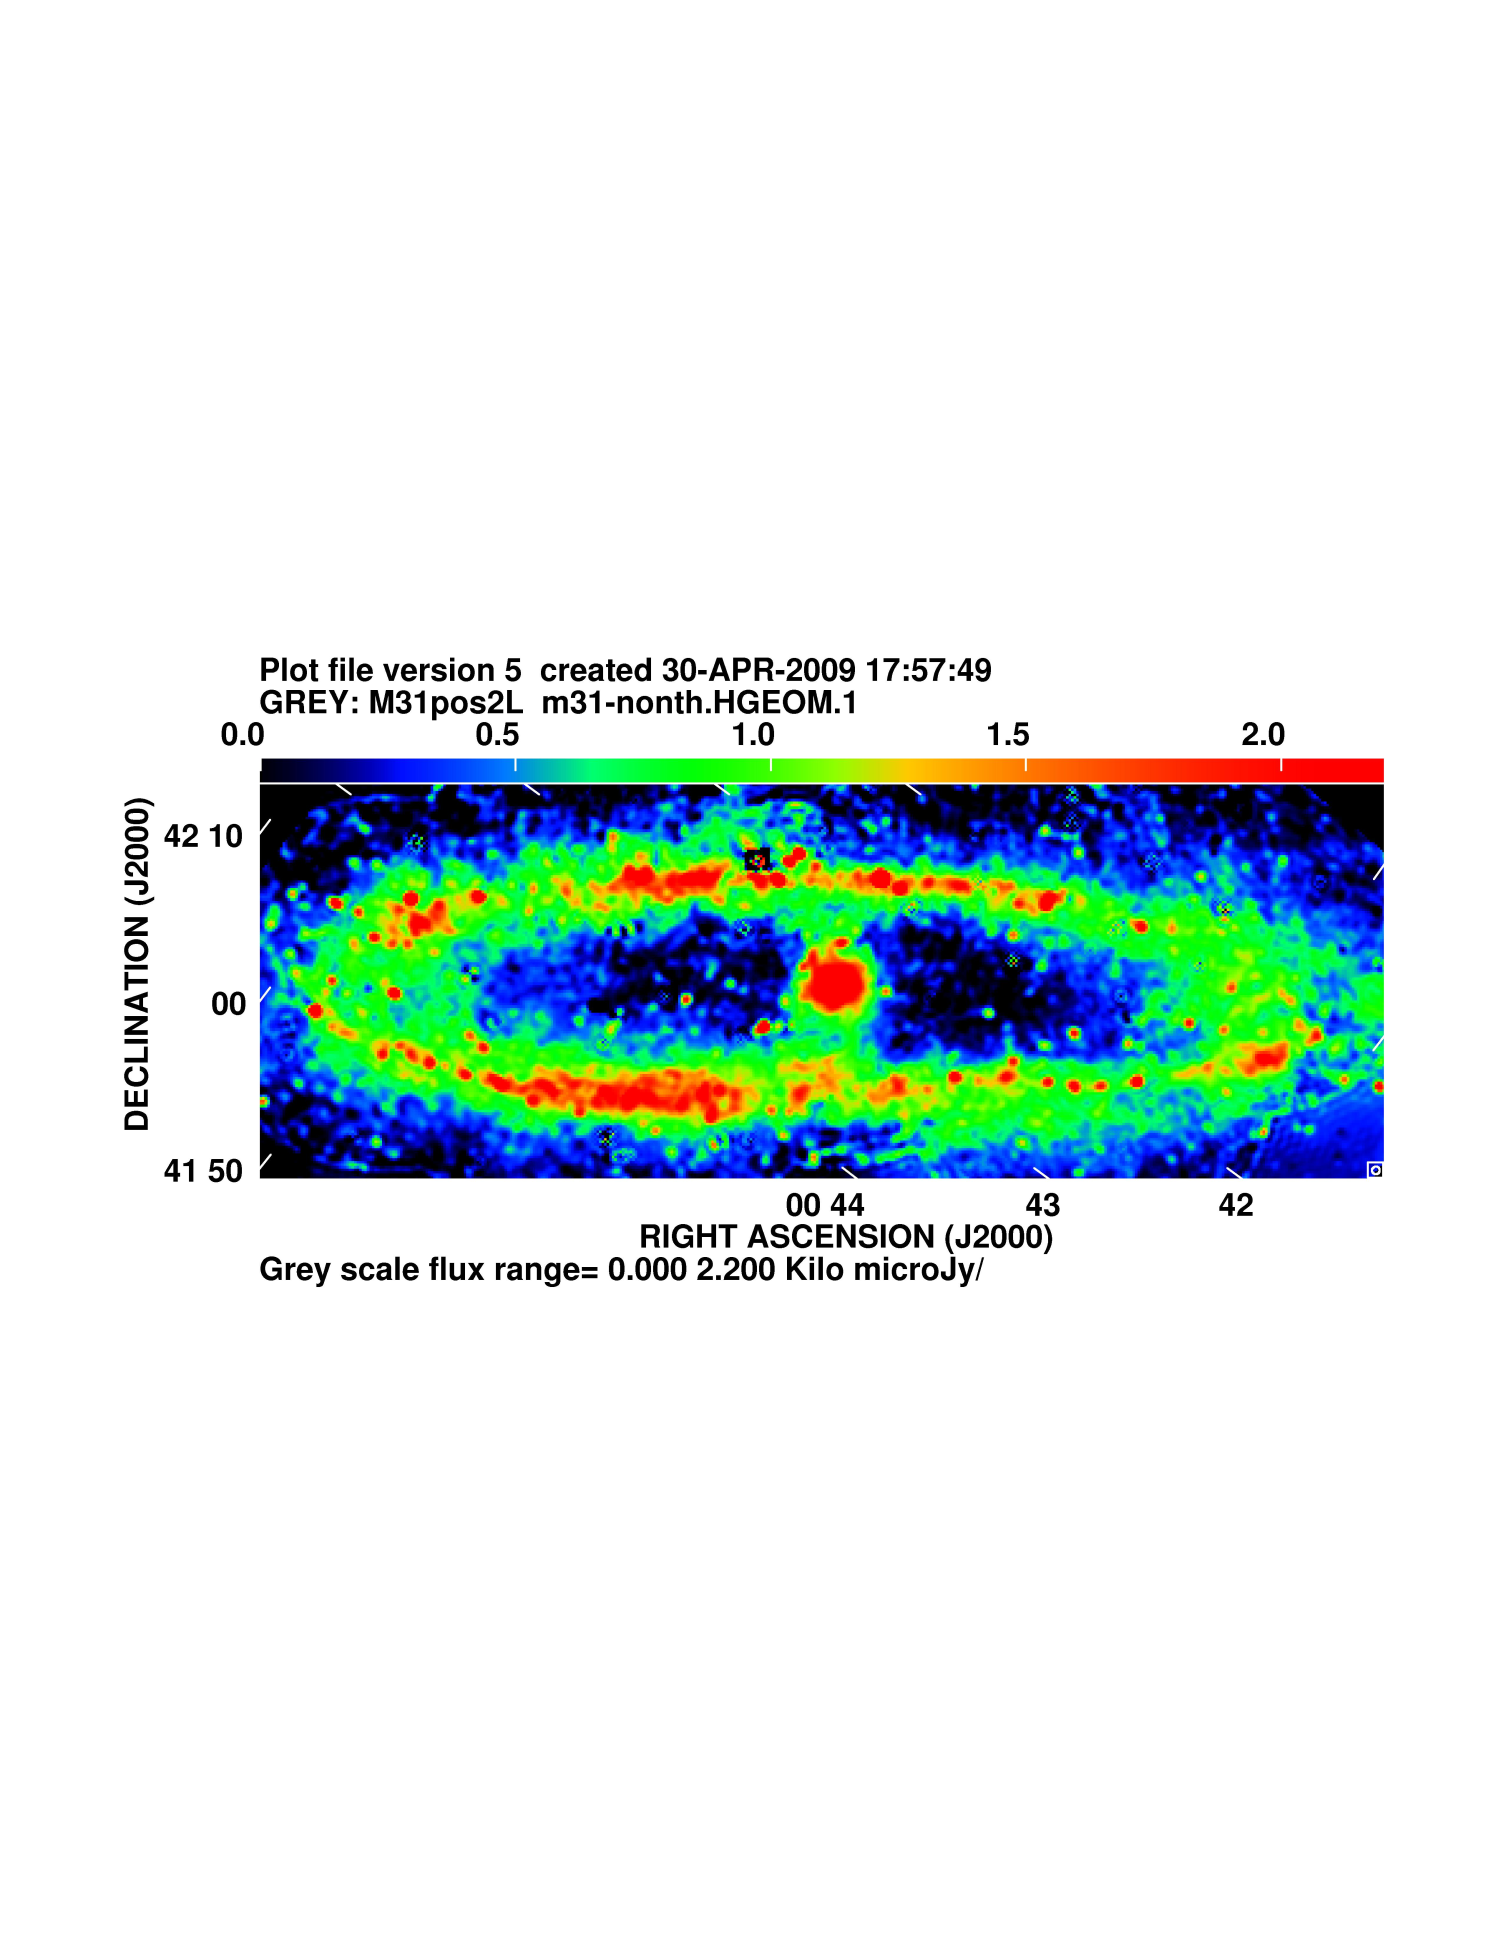 Plot file version 5 created 30-APR-2009 17:57:49
GREY: M31pos2L m31-nonth.HGEOM.1
0.0 0.5 1.0 1.5 2.0
42 10
DECLINATION (J2000)
00
41 50
00 44 43 42
RIGHT ASCENSION (J2000)
Grey scale flux range= 0.000 2.200 Kilo microJy/